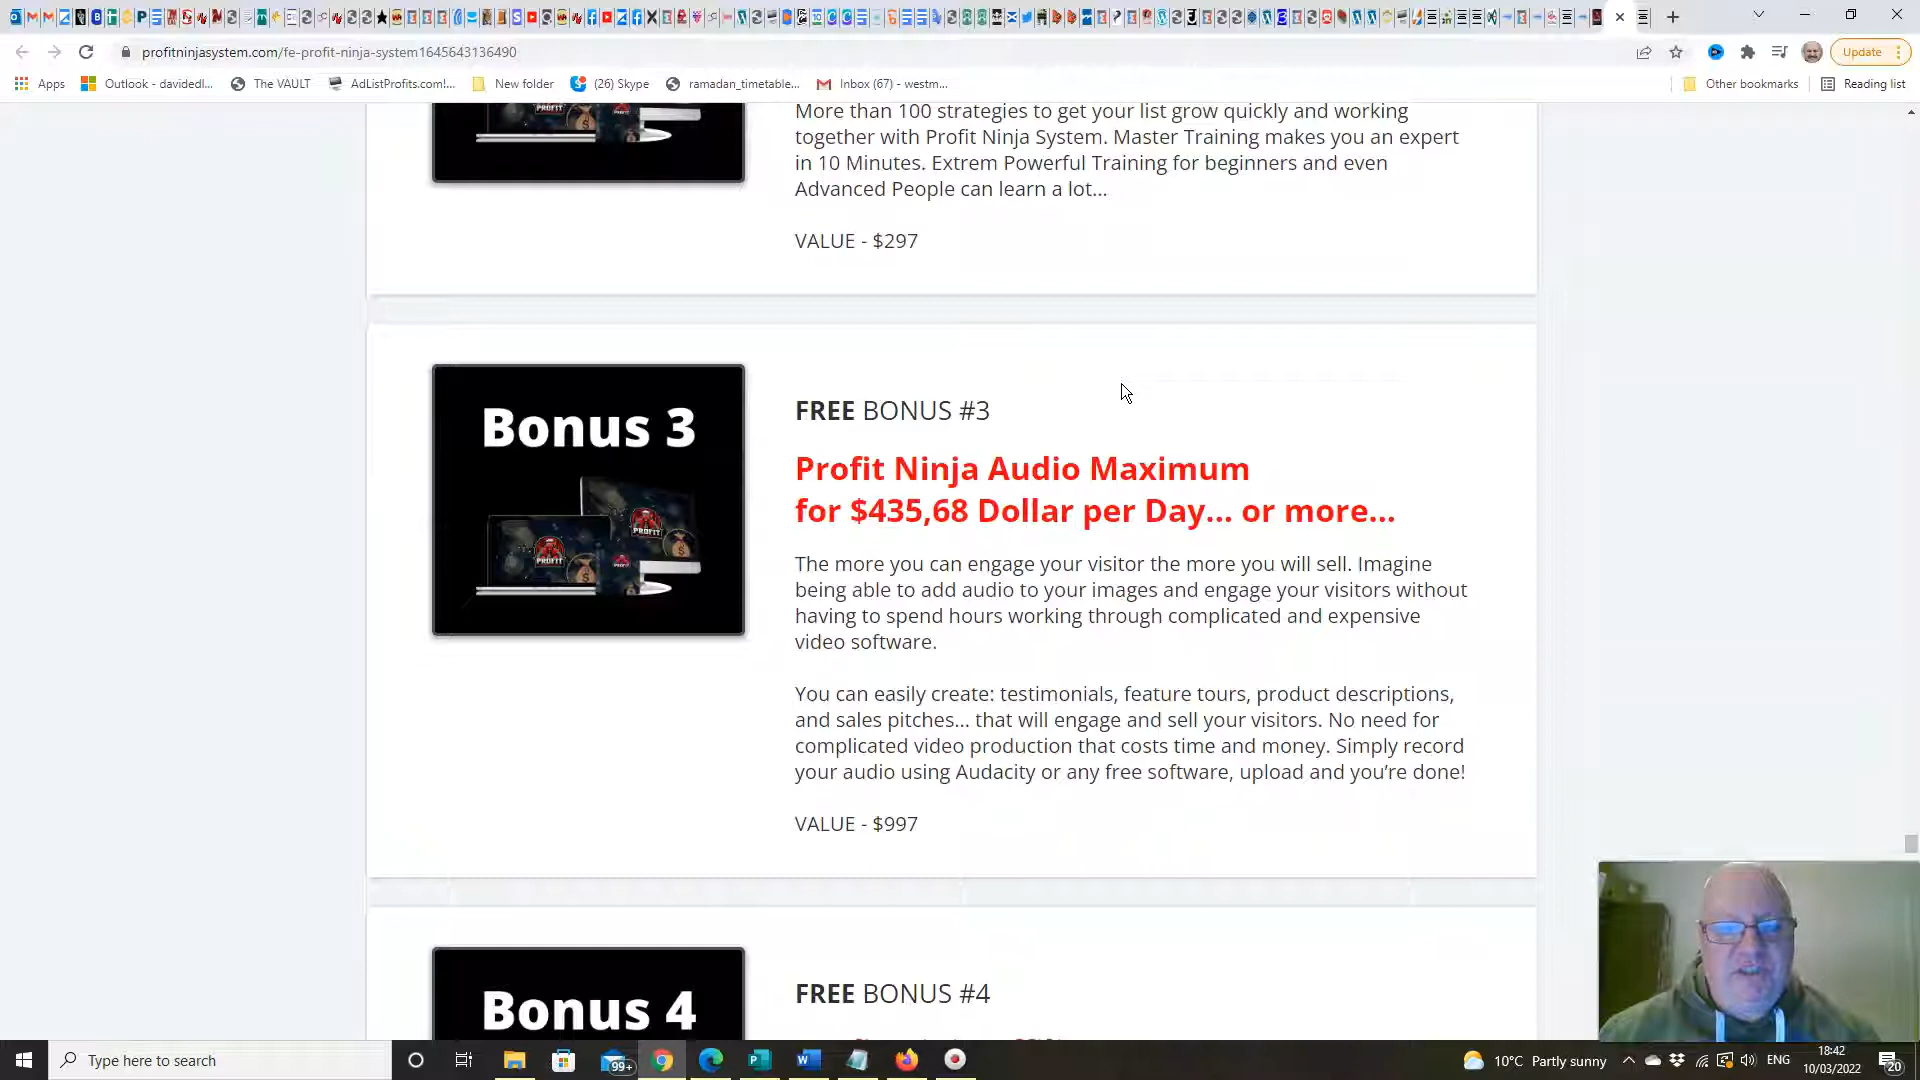 profitninjasystem.com/fe-profit-ninja-system1645643136490
Update
Apps
Outlook - davidedl...
The VAULT
AdListProfits.com!...
New folder
(26) Skype
ramadan_timetable...
Inbox (67) - westm...
Other bookmarks
Reading list
More than 100 strategies to get your list grow quickly and working
together with Profit Ninja System. Master Training makes you an expert
in 10 Minutes. Extrem Powerful Training for beginners and even
Advanced People can learn a lot...
VALUE - $297
Bonus 3
PROFIT
PROFIT
FREE BONUS #3
Profit Ninja Audio Maximum
for $435,68 Dollar per Day... or more...
The more you can engage your visitor the more you will sell. Imagine
being able to add audio to your images and engage your visitors without
having to spend hours working through complicated and expensive
video software.
You can easily create: testimonials, feature tours, product descriptions,
and sales pitches... that will engage and sell your visitors. No need for
complicated video production that costs time and money. Simply record
your audio using Audacity or any free software, upload and you’re done!
VALUE - $997
Bonus 4
FREE BONUS #4
Type here to search
99+
10°C Partly sunny
ENG
18:42
10/03/2022
20